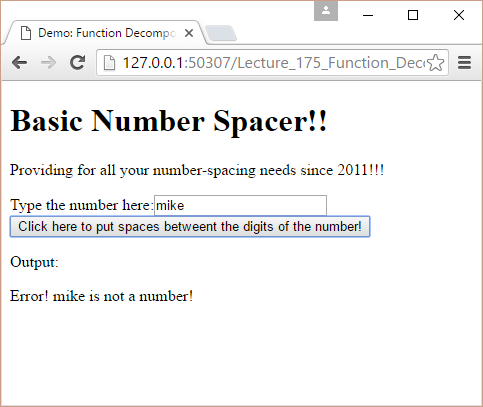 Demo: Function Decompo
127.0.0.1:50307/Lecture_175_Function_Deco
Basic Number Spacer!!
Providing for all your number-spacing needs since 2011!!!
Type the number here: mike
Click here to put spaces betweent the digits of the number!
Output:
Error! mike is not a number!